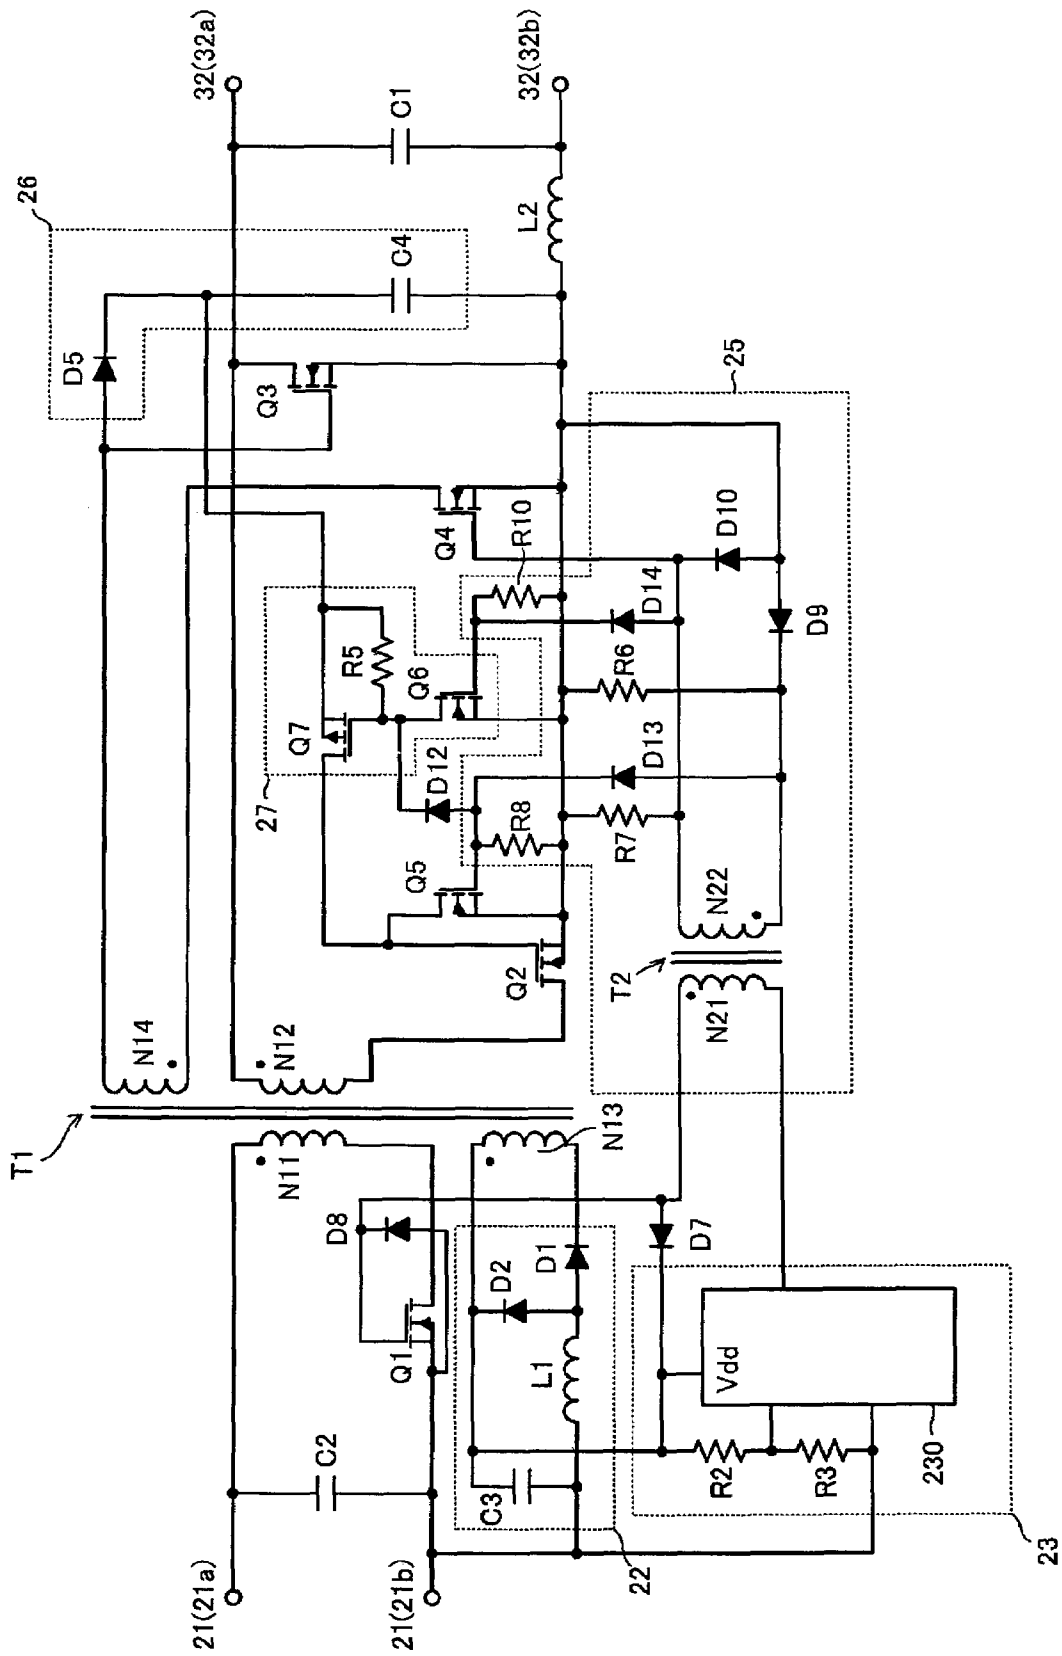 T1
N14
D5
26
32(32a)
N12
Q3
C4
C1
Q7
R5
27
21(21a)
N11
C2
D8
Q1
21(21b)
Q5
D12
Q6
Q4
R8
R10
Q2
L2
32(32b)
N13
D2
D1
L1
C3
22
D7
T2
N21
N22
R7
D13
R6
D14
D10
D9
25
Vdd
R2
R3
230
23